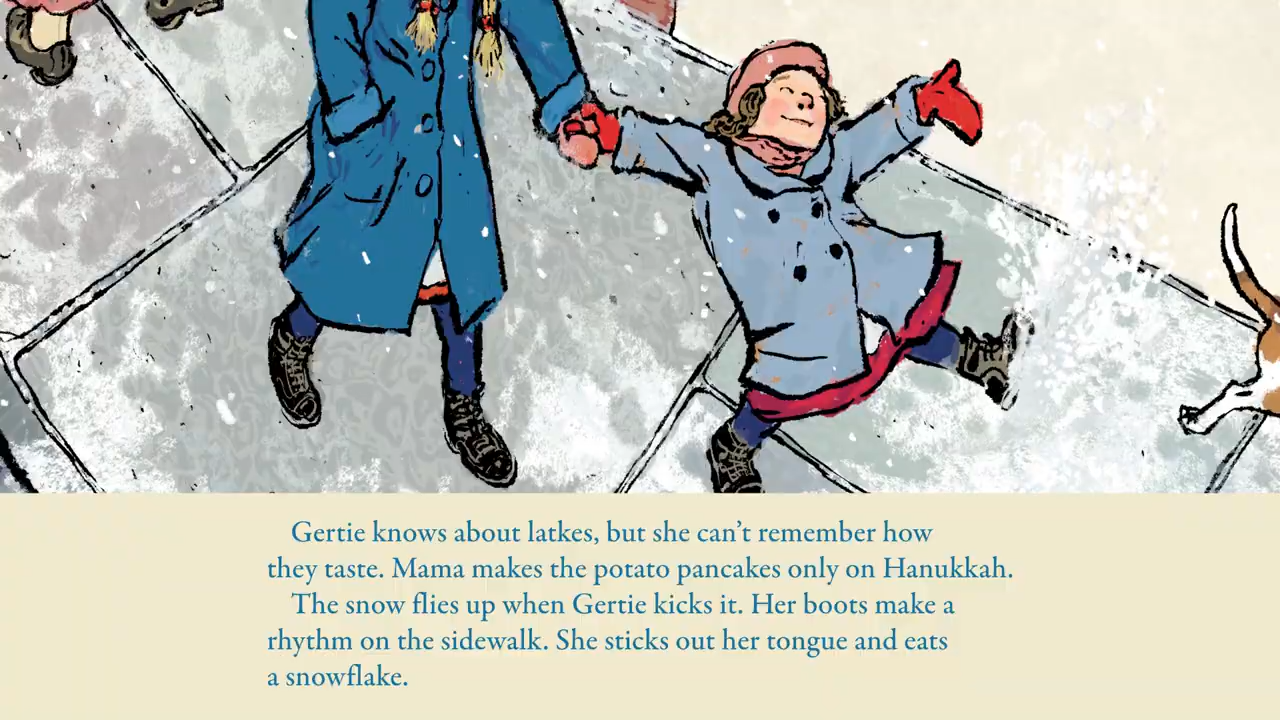 Gertie knows about latkes, but she can’t remember how
they taste. Mama makes the potato pancakes only on Hanukkah.
The snow flies up when Gertie kicks it. Her boots make a
rhythm on the sidewalk. She sticks out her tongue and eats
a snowflake.